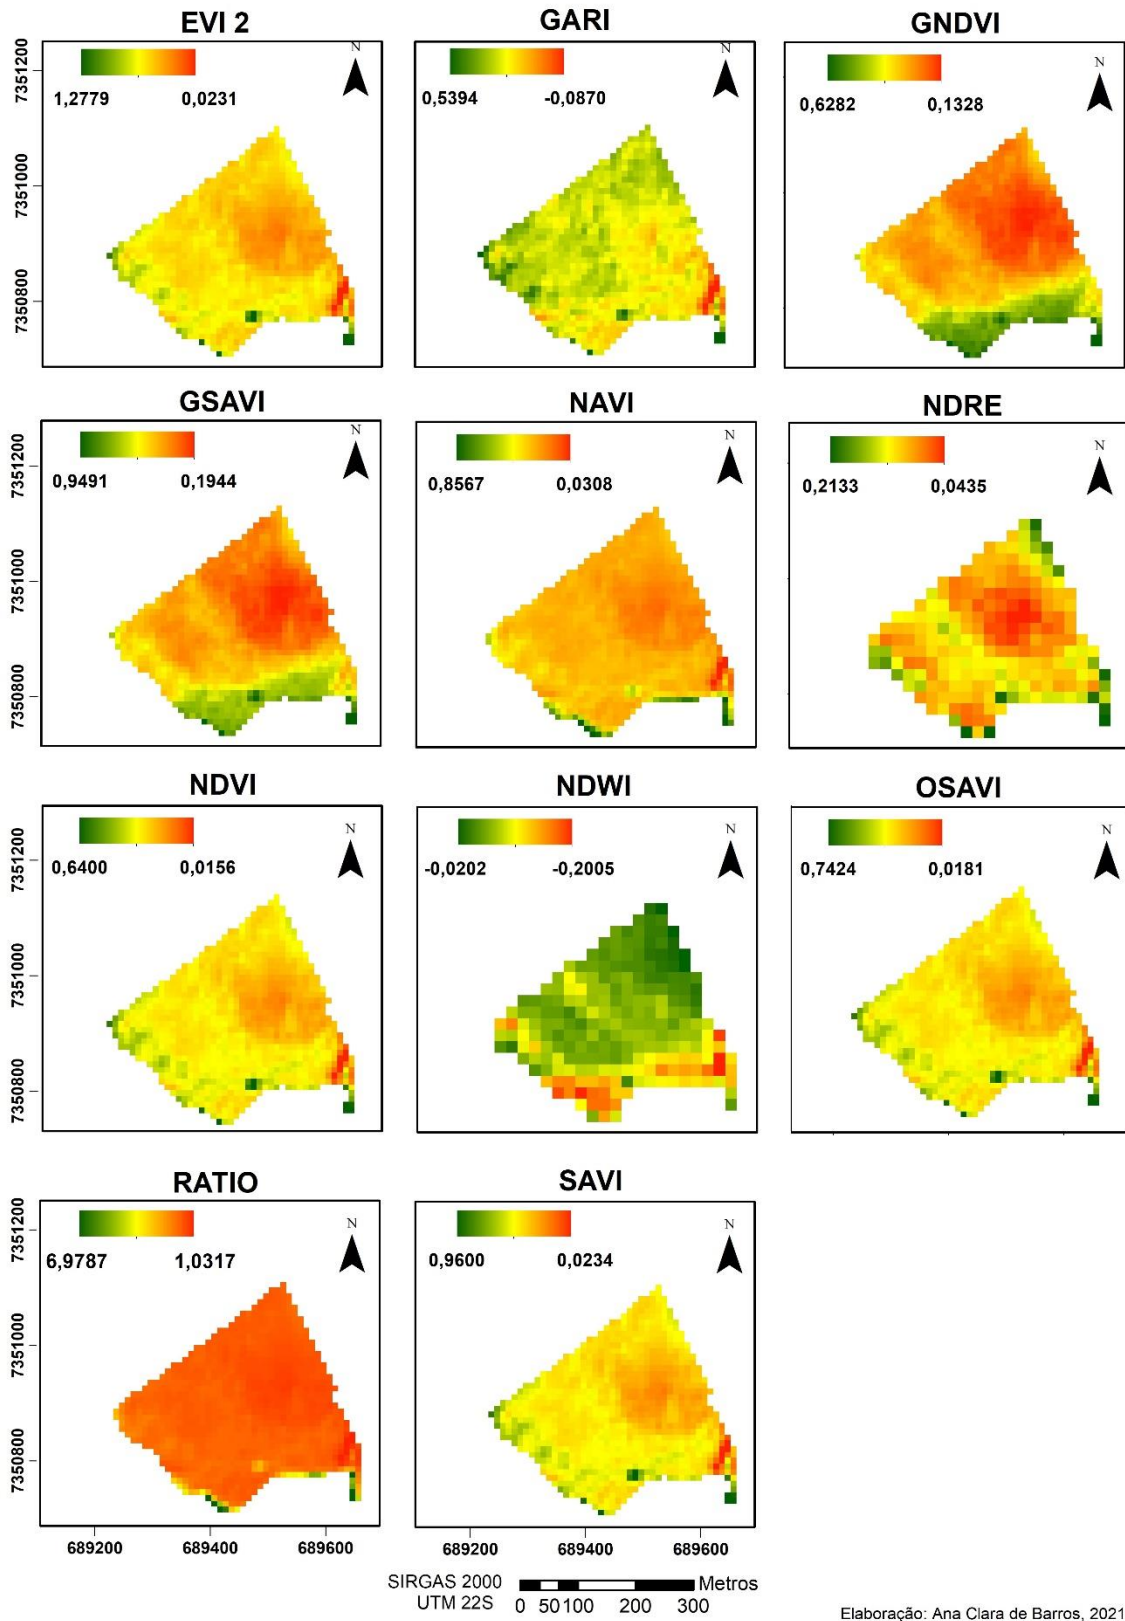 EVI 2
GARI
GNDVI
N
N
N
1,2779 0,0231
0,5394 -0,0870
0,6282 0,1328
7351200
7351000
7350800
GSAVI
NAVI
NDRE
N
N
N
0,9491 0,1944
0,8567 0,0308
0,2133 0,0435
7351200
7351000
7350800
NDVI
NDWI
OSAVI
N
N
N
0,6400 0,0156
-0,0202 -0,2005
0,7424 0,0181
7351200
7351000
7350800
RATIO
SAVI
N
N
6,9787 1,0317
0,9600 0,0234
7351200
7351000
7350800
689200 689400 689600
689200 689400 689600
SIRGAS 2000
UTM 22S
Metros
0 50 100 200 300
Elaboração: Ana Clara de Barros, 2021